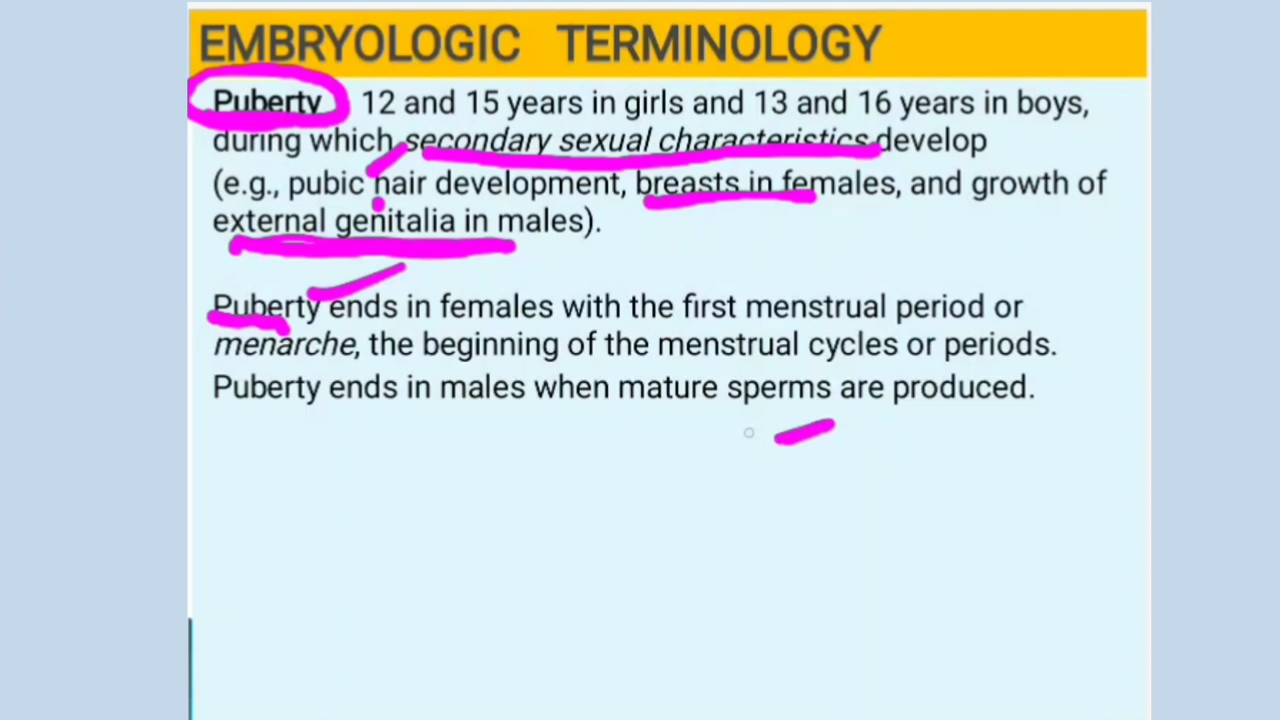 EMBRYOLOGIC TERMINOLOGY
Puberty 12 and 15 years in girls and 13 and 16 years in boys,
during which secondary sexual characteristics develop
(e.g., pubic hair development, breasts in females, and growth of
external genitalia in males).
Puberty ends in females with the first menstrual period or
menarche, the beginning of the menstrual cycles or periods.
Puberty ends in males when mature sperms are produced.